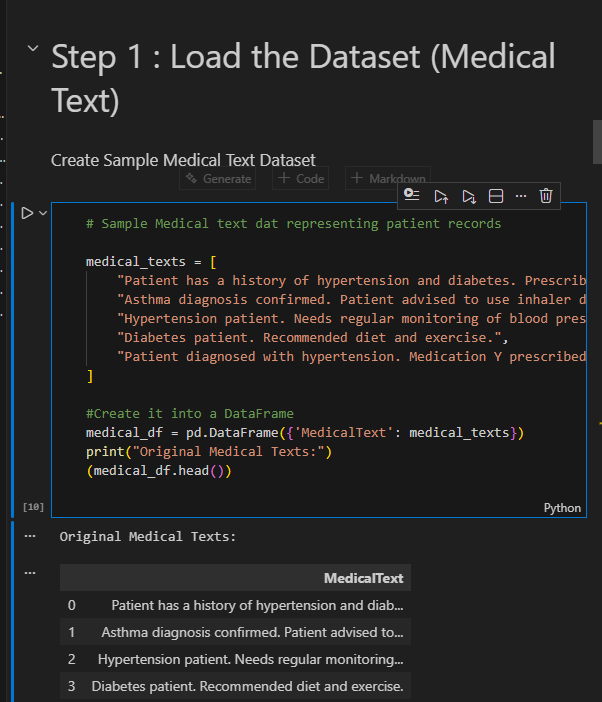 Step 1 : Load the Dataset (Medical
Text)
Create Sample Medical Text Dataset
Generate
+ Code
+ Markdown
# Sample Medical text dat representing patient records
medical_texts = [
"Patient has a history of hypertension and diabetes. Prescrib
"Asthma diagnosis confirmed. Patient advised to use inhaler d
"Hypertension patient. Needs regular monitoring of blood pres
"Diabetes patient. Recommended diet and exercise.",
"Patient diagnosed with hypertension. Medication Y prescribed
]
#Create it into a DataFrame
medical_df = pd.DataFrame({'MedicalText': medical_texts})
print("Original Medical Texts:")
(medical_df.head())
[10]
Python
... Original Medical Texts:
...
MedicalText
0 Patient has a history of hypertension and diab...
1 Asthma diagnosis confirmed. Patient advised to...
2 Hypertension patient. Needs regular monitoring...
3 Diabetes patient. Recommended diet and exercise.